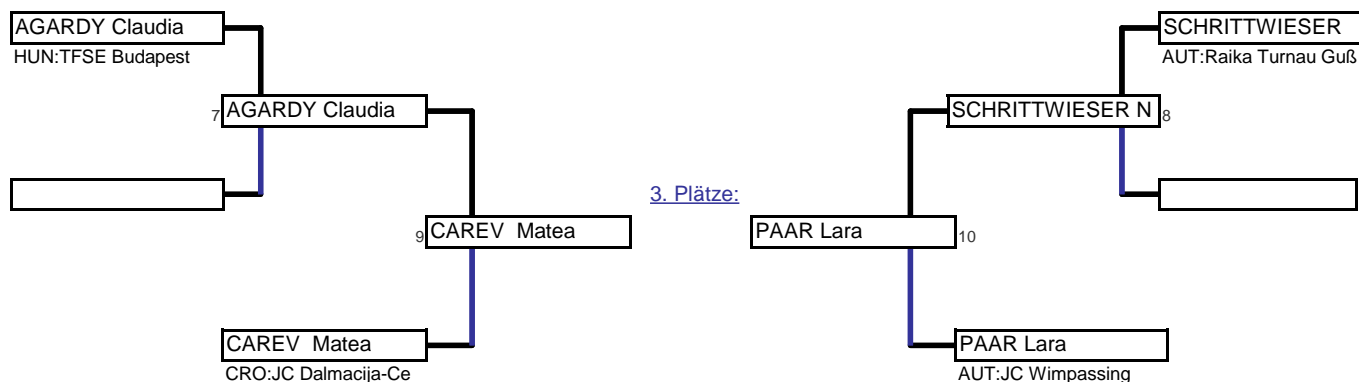 AGARDY Claudia
HUN:TFSE Budapest
7 AGARDY Claudia
9 CAREV  Matea
CAREV  Matea
CRO:JC Dalmacija-Ce
3. Plätze:
SCHRITTWIESER
AUT:Raika Turnau Guß
SCHRITTWIESER N 8
PAAR Lara 10
PAAR Lara
AUT:JC Wimpassing